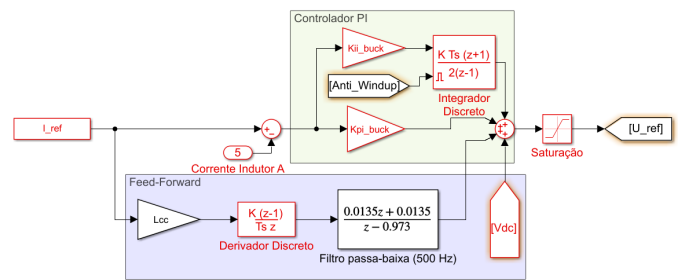 Controlador PI
Kii_buck
K Ts (z+1)
2(z-1)
[Anti_Windup]
Integrador
Discreto
I_ref
Kpi_buck
[U_ref]
Saturação
5
Corrente Indutor A
Feed-Forward
Lcc
K (z-1)
Ts z
Derivador Discreto
0.0135z + 0.0135
z − 0.973
Filtro passa-baixa (500 Hz)
[Vdc]